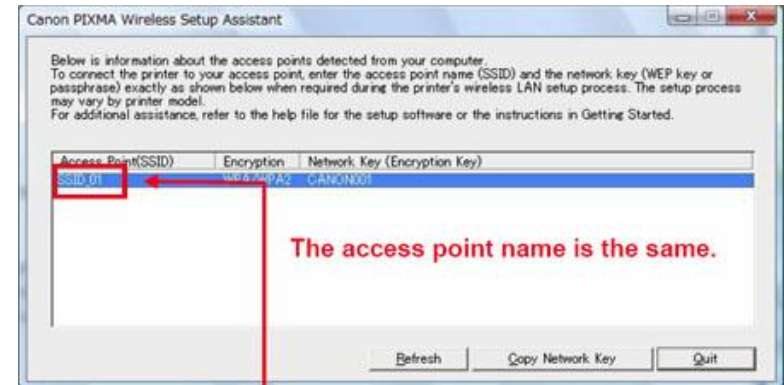 Canon PIXMA Wireless Setup Assistant
Below is information about the access points detected from your computer.
To connect the printer to your access point, enter the access point name (SSID) and the network key (WEP key or
passphrase) exactly as shown below when required during the printer's wireless LAN setup process. The setup process
may vary by printer model.
For additional assistance, refer to the help file for the setup software or the instructions in Getting Started.
Access Point(SSID) Encryption Network Key (Encryption Key)
SSID_01 WPA/WPA2 CANON001
The access point name is the same.
Refresh Copy Network Key Quit